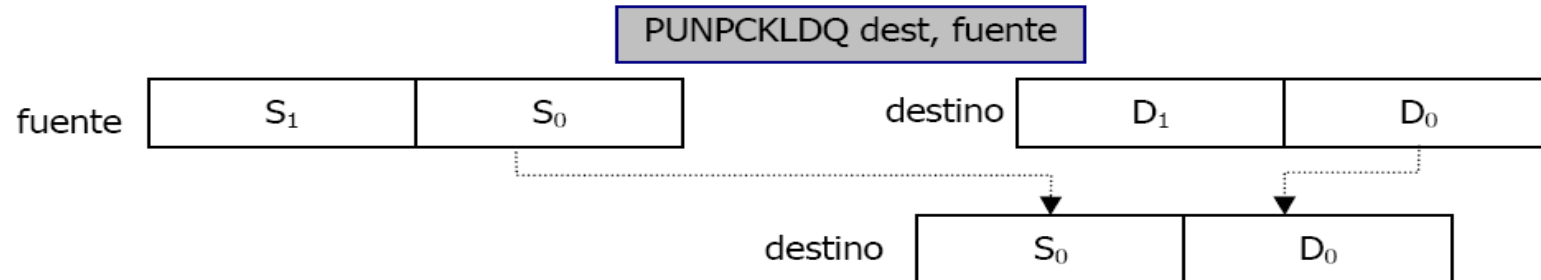 PUNPCKLDQ dest, fuente
fuente S₁ S₀ destino D₁ D₀
destino S₀ D₀